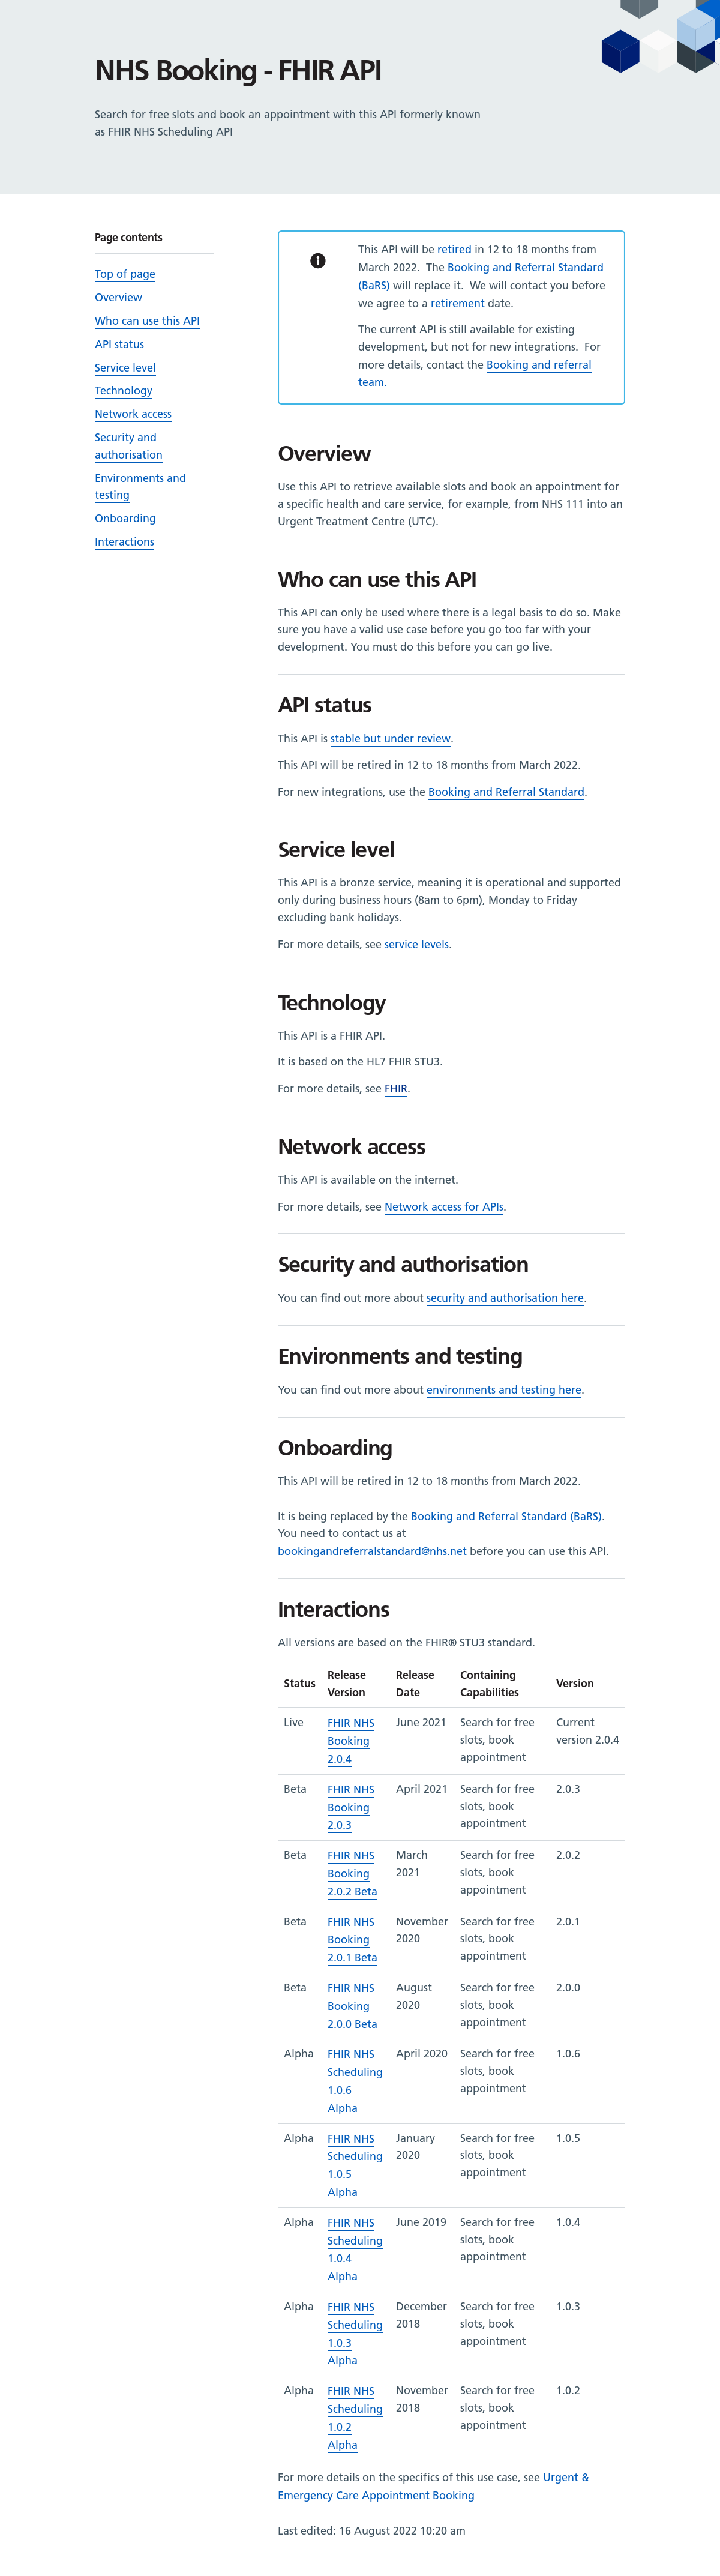 NHS Booking - FHIR API
Search for free slots and book an appointment with this API formerly known
as FHIR NHS Scheduling API
Page contents
Top of page
Overview
Who can use this API
API status
Service level
Technology
Network access
Security and
authorisation
Environments and
testing
Onboarding
Interactions
This API will be retired in 12 to 18 months from
March 2022.  The Booking and Referral Standard
(BaRS) will replace it.  We will contact you before
we agree to a retirement date.
The current API is still available for existing
development, but not for new integrations.  For
more details, contact the Booking and referral
team.
Overview
Use this API to retrieve available slots and book an appointment for
a specific health and care service, for example, from NHS 111 into an
Urgent Treatment Centre (UTC).
Who can use this API
This API can only be used where there is a legal basis to do so. Make
sure you have a valid use case before you go too far with your
development. You must do this before you can go live.
API status
This API is stable but under review.
This API will be retired in 12 to 18 months from March 2022.
For new integrations, use the Booking and Referral Standard.
Service level
This API is a bronze service, meaning it is operational and supported
only during business hours (8am to 6pm), Monday to Friday
excluding bank holidays.
For more details, see service levels.
Technology
This API is a FHIR API.
It is based on the HL7 FHIR STU3.
For more details, see FHIR.
Network access
This API is available on the internet.
For more details, see Network access for APIs.
Security and authorisation
You can find out more about security and authorisation here.
Environments and testing
You can find out more about environments and testing here.
Onboarding
This API will be retired in 12 to 18 months from March 2022.
It is being replaced by the Booking and Referral Standard (BaRS).
You need to contact us at
bookingandreferralstandard@nhs.net before you can use this API.
Interactions
All versions are based on the FHIR® STU3 standard.
Status
Release
Version
Release
Date
Containing
Capabilities
Version
Live
FHIR NHS
Booking
2.0.4
June 2021
Search for free
slots, book
appointment
Current
version 2.0.4
Beta
FHIR NHS
Booking
2.0.3
April 2021
Search for free
slots, book
appointment
2.0.3
Beta
FHIR NHS
Booking
2.0.2 Beta
March
2021
Search for free
slots, book
appointment
2.0.2
Beta
FHIR NHS
Booking
2.0.1 Beta
November
2020
Search for free
slots, book
appointment
2.0.1
Beta
FHIR NHS
Booking
2.0.0 Beta
August
2020
Search for free
slots, book
appointment
2.0.0
Alpha
FHIR NHS
Scheduling
1.0.6
Alpha
April 2020
Search for free
slots, book
appointment
1.0.6
Alpha
FHIR NHS
Scheduling
1.0.5
Alpha
January
2020
Search for free
slots, book
appointment
1.0.5
Alpha
FHIR NHS
Scheduling
1.0.4
Alpha
June 2019
Search for free
slots, book
appointment
1.0.4
Alpha
FHIR NHS
Scheduling
1.0.3
Alpha
December
2018
Search for free
slots, book
appointment
1.0.3
Alpha
FHIR NHS
Scheduling
1.0.2
Alpha
November
2018
Search for free
slots, book
appointment
1.0.2
For more details on the specifics of this use case, see Urgent &
Emergency Care Appointment Booking
Last edited: 16 August 2022 10:20 am